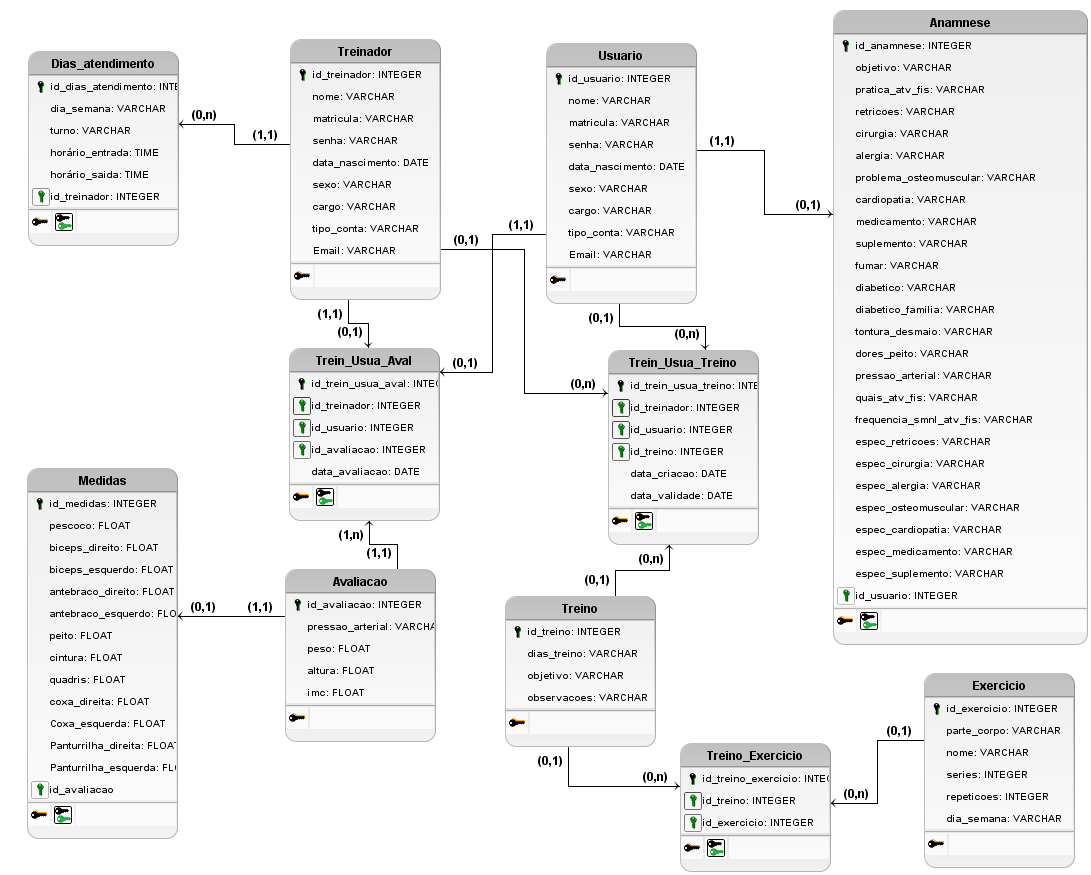 Dias_atendimento
id_dias_atendimento: INTE
dia_semana: VARCHAR
turno: VARCHAR
horário_entrada: TIME
horário_saida: TIME
id_treinador: INTEGER
(0,n)
(1,1)
Treinador
id_treinador: INTEGER
nome: VARCHAR
matricula: VARCHAR
senha: VARCHAR
data_nascimento: DATE
sexo: VARCHAR
cargo: VARCHAR
tipo_conta: VARCHAR
Email: VARCHAR
(0,1)
(1,1)
(0,1)
Usuario
id_usuario: INTEGER
nome: VARCHAR
matricula: VARCHAR
senha: VARCHAR
data_nascimento: DATE
sexo: VARCHAR
cargo: VARCHAR
tipo_conta: VARCHAR
Email: VARCHAR
(1,1)
(0,1)
(1,1)
(0,1)
(0,1)
(0,n)
(0,n)
Anamnese
id_anamnese: INTEGER
objetivo: VARCHAR
pratica_atv_fis: VARCHAR
retricoes: VARCHAR
cirurgia: VARCHAR
alergia: VARCHAR
problema_osteomuscular: VARCHAR
cardiopatia: VARCHAR
medicamento: VARCHAR
suplemento: VARCHAR
fumar: VARCHAR
diabetico: VARCHAR
diabetico_familia: VARCHAR
tontura_desmaio: VARCHAR
dores_peito: VARCHAR
pressao_arterial: VARCHAR
quais_atv_fis: VARCHAR
frequencia_smnl_atv_fis: VARCHAR
espec_retricoes: VARCHAR
espec_cirurgia: VARCHAR
espec_alergia: VARCHAR
espec_osteomuscular: VARCHAR
espec_cardiopatia: VARCHAR
espec_medicamento: VARCHAR
espec_suplemento: VARCHAR
id_usuario: INTEGER
Trein_Usua_Aval
id_trein_usua_aval: INTEG
id_treinador: INTEGER
id_usuario: INTEGER
id_avaliacao: INTEGER
data_avaliacao: DATE
(1,n)
(1,1)
Trein_Usua_Treino
id_trein_usua_treino: INTE
id_treinador: INTEGER
id_usuario: INTEGER
id_treino: INTEGER
data_criacao: DATE
data_validade: DATE
(0,n)
(0,1)
Medidas
id_medidas: INTEGER
pescoco: FLOAT
biceps_direito: FLOAT
biceps_esquerdo: FLOAT
antebraco_direito: FLOAT
antebraco_esquerdo: FLO
peito: FLOAT
cintura: FLOAT
quadris: FLOAT
coxa_direita: FLOAT
Coxa_esquerda: FLOAT
Panturrilha_direita: FLOAT
Panturrilha_esquerda: FL
id_avaliacao
(0,1)
(1,1)
Avaliacao
id_avaliacao: INTEGER
pressao_arterial: VARCHA
peso: FLOAT
altura: FLOAT
imc: FLOAT
Treino
id_treino: INTEGER
dias_treino: VARCHAR
objetivo: VARCHAR
observacoes: VARCHAR
(0,1)
(0,n)
Treino_Exercicio
id_treino_exercicio: INTEG
id_treino: INTEGER
id_exercicio: INTEGER
(0,1)
(0,n)
Exercicio
id_exercicio: INTEGER
parte_corpo: VARCHAR
nome: VARCHAR
series: INTEGER
repeticoes: INTEGER
dia_semana: VARCHAR